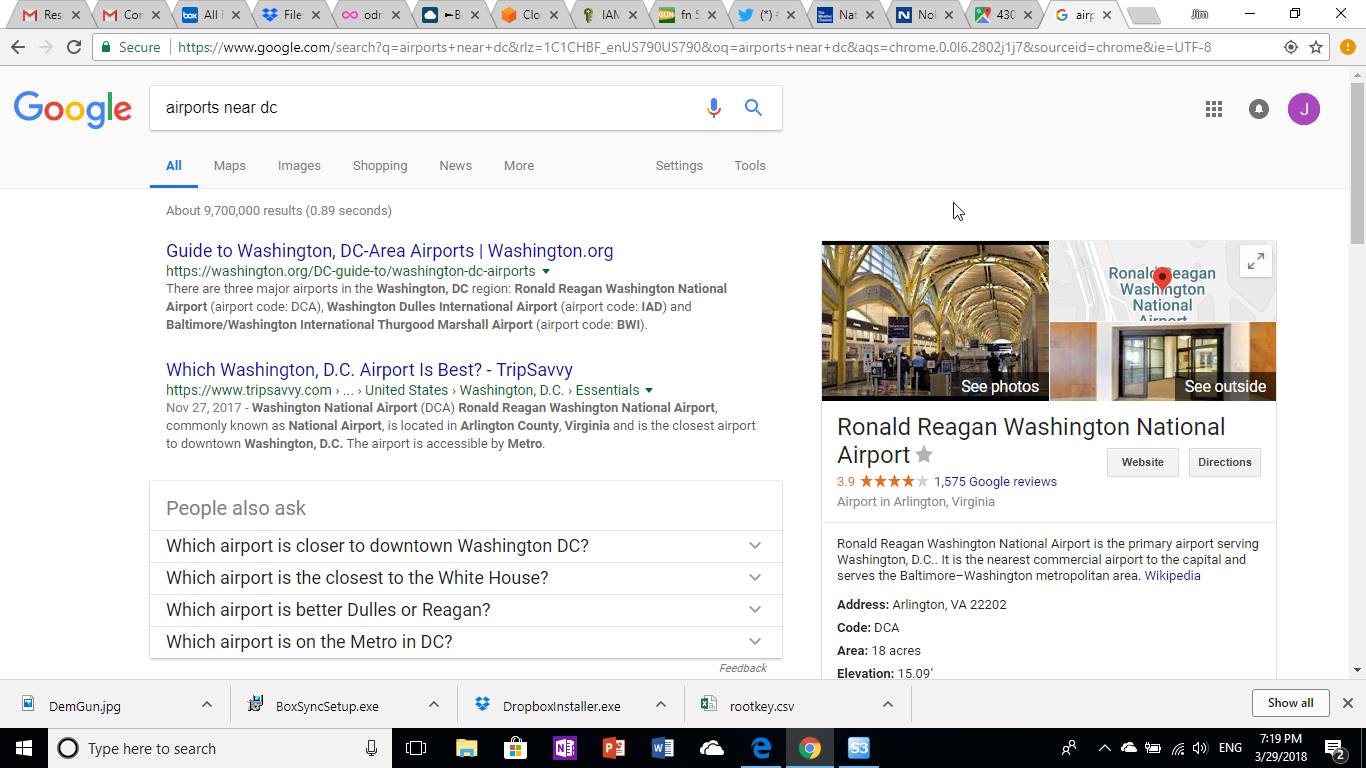 Res
Con
All
File
odr
►B
Clo
IAM
fn S
(*)
Nat
Nol
430
airp
Jim
Secure
https://www.google.com/search?q=airports+near+dc&rlz=1C1CHBF_enUS790US790&oq=airports+near+dc&aqs=chrome.0.0l6.2802j1j7&sourceid=chrome&ie=UTF-8
Google
airports near dc
J
All Maps Images Shopping News More Settings Tools
About 9,700,000 results (0.89 seconds)
Guide to Washington, DC-Area Airports | Washington.org
https://washington.org/DC-guide-to/washington-dc-airports
There are three major airports in the Washington, DC region: Ronald Reagan Washington National
Airport (airport code: DCA), Washington Dulles International Airport (airport code: IAD) and
Baltimore/Washington International Thurgood Marshall Airport (airport code: BWI).
Which Washington, D.C. Airport Is Best? - TripSavvy
https://www.tripsavvy.com › ... › United States › Washington, D.C. › Essentials
Nov 27, 2017 - Washington National Airport (DCA) Ronald Reagan Washington National Airport,
commonly known as National Airport, is located in Arlington County, Virginia and is the closest airport
to downtown Washington, D.C. The airport is accessible by Metro.
People also ask
Which airport is closer to downtown Washington DC?
Which airport is the closest to the White House?
Which airport is better Dulles or Reagan?
Which airport is on the Metro in DC?
Feedback
See photos
Ronald Reagan
Washington
National
Airport
See outside
Ronald Reagan Washington National
Airport
Website
Directions
3.9 1,575 Google reviews
Airport in Arlington, Virginia
Ronald Reagan Washington National Airport is the primary airport serving
Washington, D.C.. It is the nearest commercial airport to the capital and
serves the Baltimore–Washington metropolitan area. Wikipedia
Address: Arlington, VA 22202
Code: DCA
Area: 18 acres
Elevation: 15.09′
DemGun.jpg
BoxSyncSetup.exe
DropboxInstaller.exe
rootkey.csv
Show all
Type here to search
S3
ENG
7:19 PM
3/29/2018
2